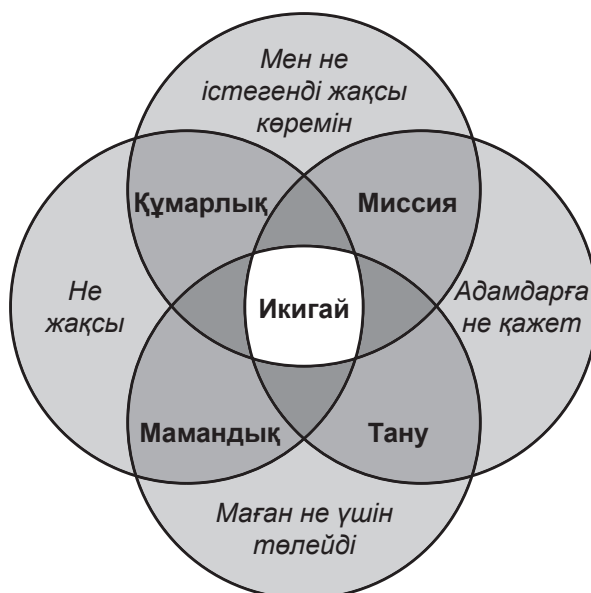 Мен не
істегенді жақсы
көремін
Құмарлық
Миссия
Не
жақсы
Икигай
Адамдарға
не қажет
Мамандық
Тану
Маған не үшін
төлейді